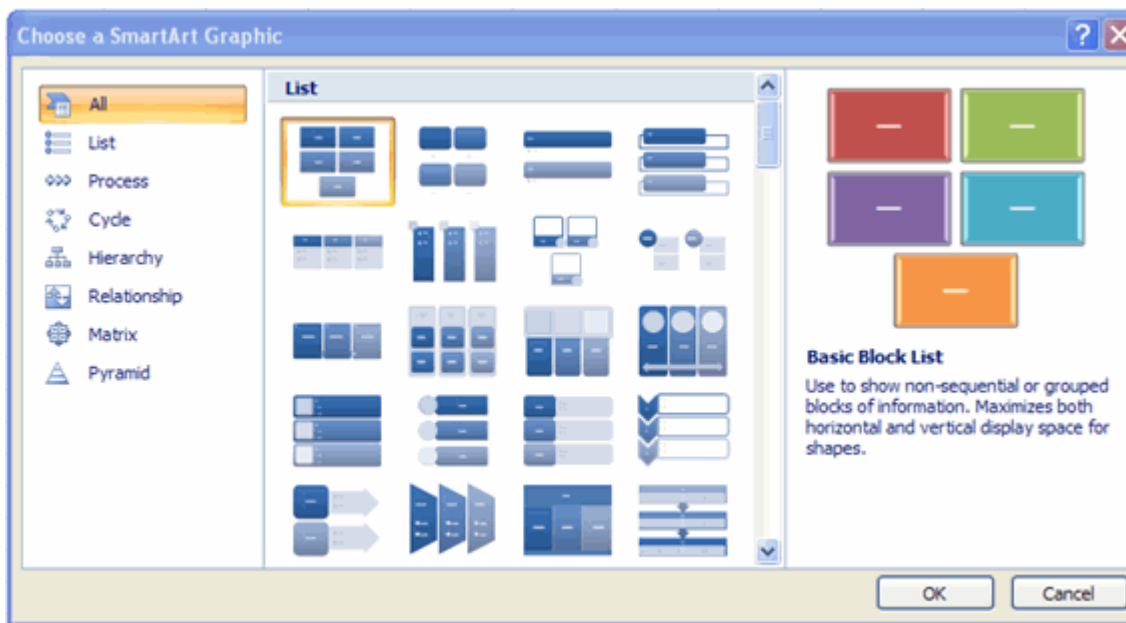 Choose a SmartArt Graphic
?
All
List
Process
Cycle
Hierarchy
Relationship
Matrix
Pyramid
List
Basic Block List
Use to show non-sequential or grouped
blocks of information. Maximizes both
horizontal and vertical display space for
shapes.
OK
Cancel